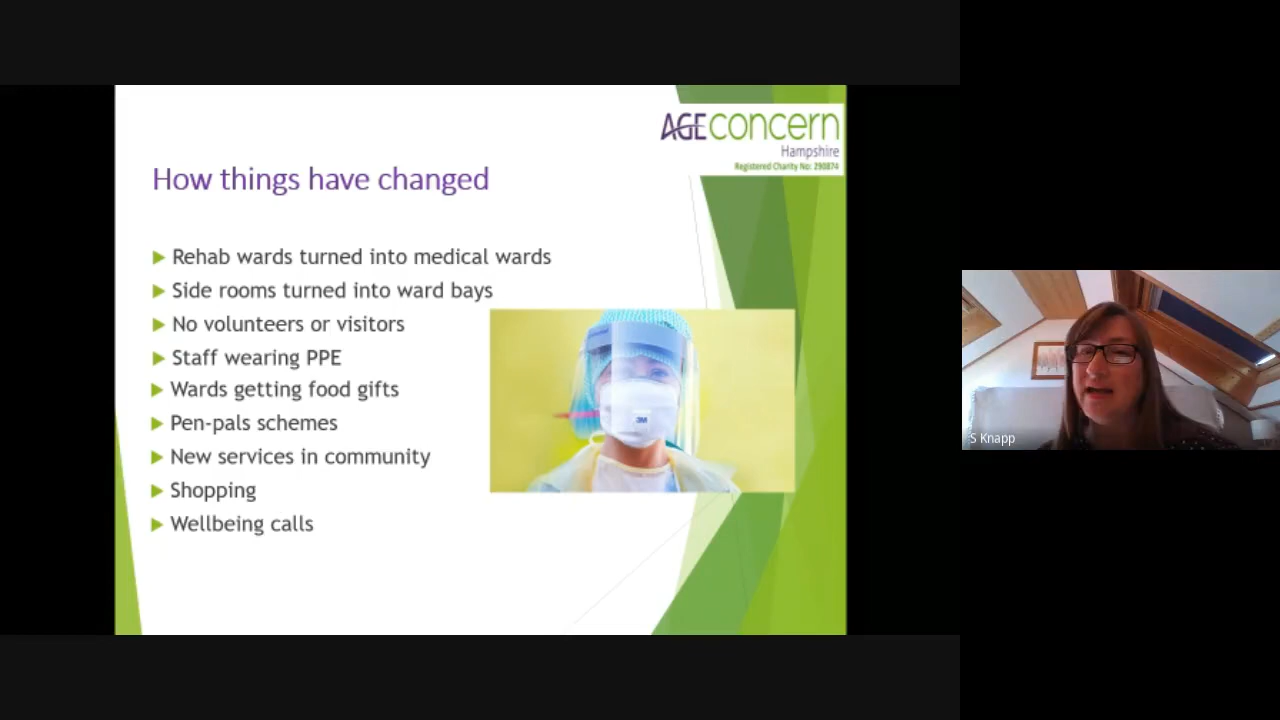 AGEconcern
Hampshire
Registered Charity No: 290874
How things have changed
Rehab wards turned into medical wards
Side rooms turned into ward bays
No volunteers or visitors
Staff wearing PPE
Wards getting food gifts
Pen-pals schemes
New services in community
Shopping
Wellbeing calls
3M
S Knapp